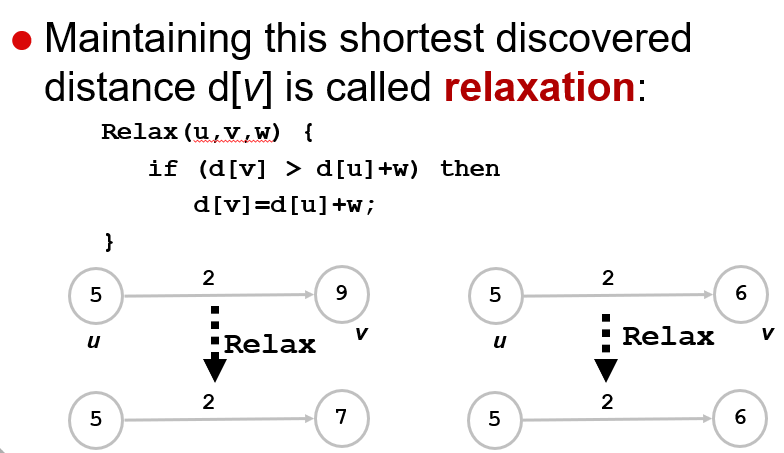 Maintaining this shortest discovered
distance d[v] is called relaxation:
Relax(u,v,w) {
if (d[v] > d[u]+w) then
d[v]=d[u]+w;
}
5 2 9
u Relax v
5 2 7
5 2 6
u Relax v
5 2 6